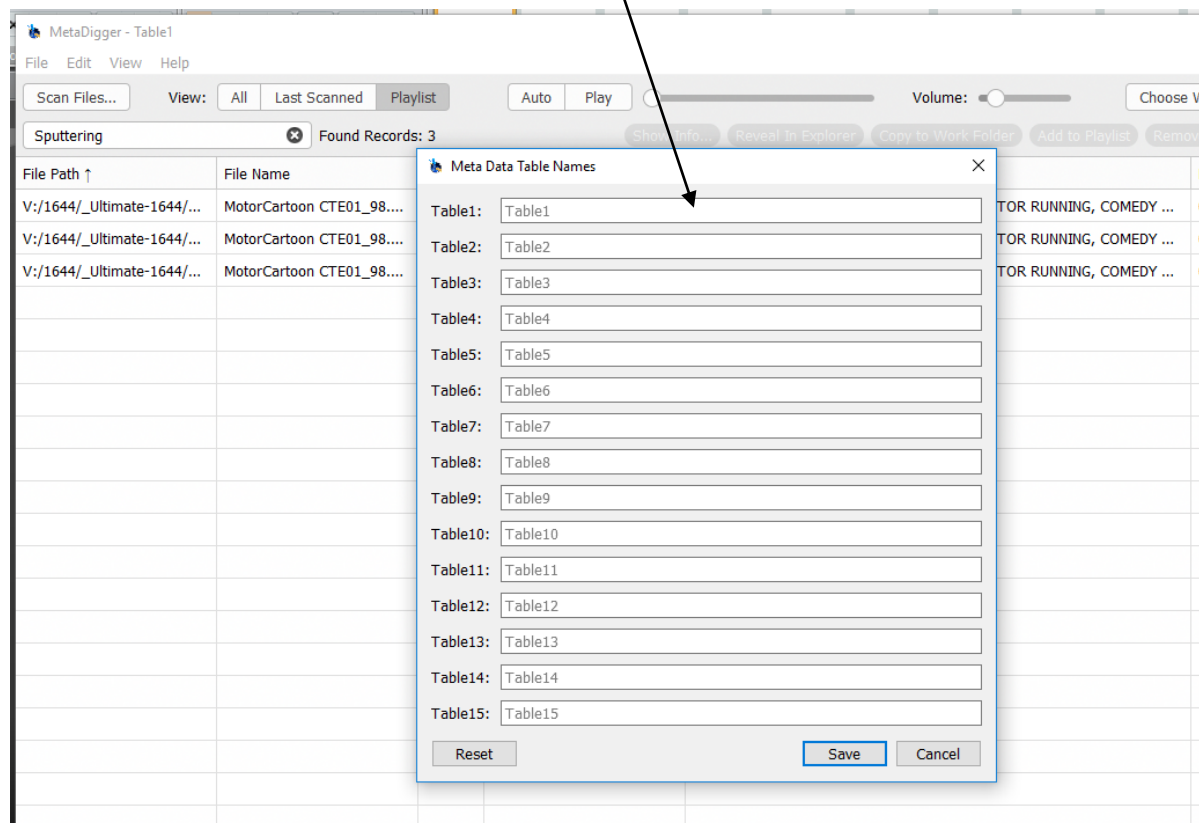 MetaDigger - Table1
File Edit View Help
Scan Files... View: All Last Scanned Playlist Auto Play Volume: Choose
Sputtering Found Records: 3 Show Info... Reveal In Explorer Copy to Work Folder Add to Playlist
File Path ↑ File Name
V:/1644/_Ultimate-1644/... MotorCartoon CTE01_98.... TOR RUNNING, COMEDY ...
V:/1644/_Ultimate-1644/... MotorCartoon CTE01_98.... TOR RUNNING, COMEDY ...
V:/1644/_Ultimate-1644/... MotorCartoon CTE01_98.... TOR RUNNING, COMEDY ...
Meta Data Table Names
Table1: Table1
Table2: Table2
Table3: Table3
Table4: Table4
Table5: Table5
Table6: Table6
Table7: Table7
Table8: Table8
Table9: Table9
Table10: Table10
Table11: Table11
Table12: Table12
Table13: Table13
Table14: Table14
Table15: Table15
Reset Save Cancel